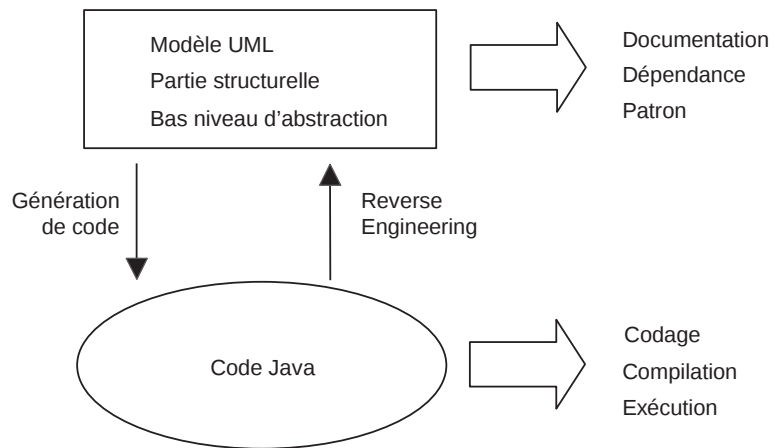 Modèle UML
Partie structurelle
Bas niveau d'abstraction
Documentation
Dépendance
Patron
Génération
de code
Reverse
Engineering
Code Java
Codage
Compilation
Exécution